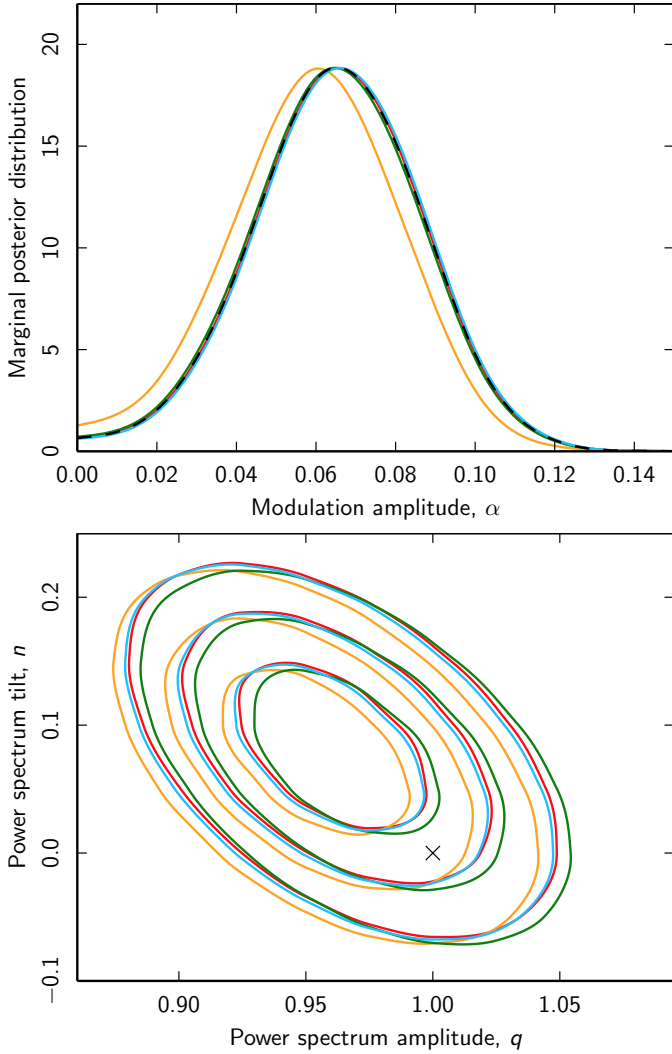 20
15
10
5
0
Marginal posterior distribution
0.00 0.02 0.04 0.06 0.08 0.10 0.12 0.14
Modulation amplitude, α
0.2
0.1
0.0
−0.1
Power spectrum tilt, n
0.90 0.95 1.00 1.05
Power spectrum amplitude, q